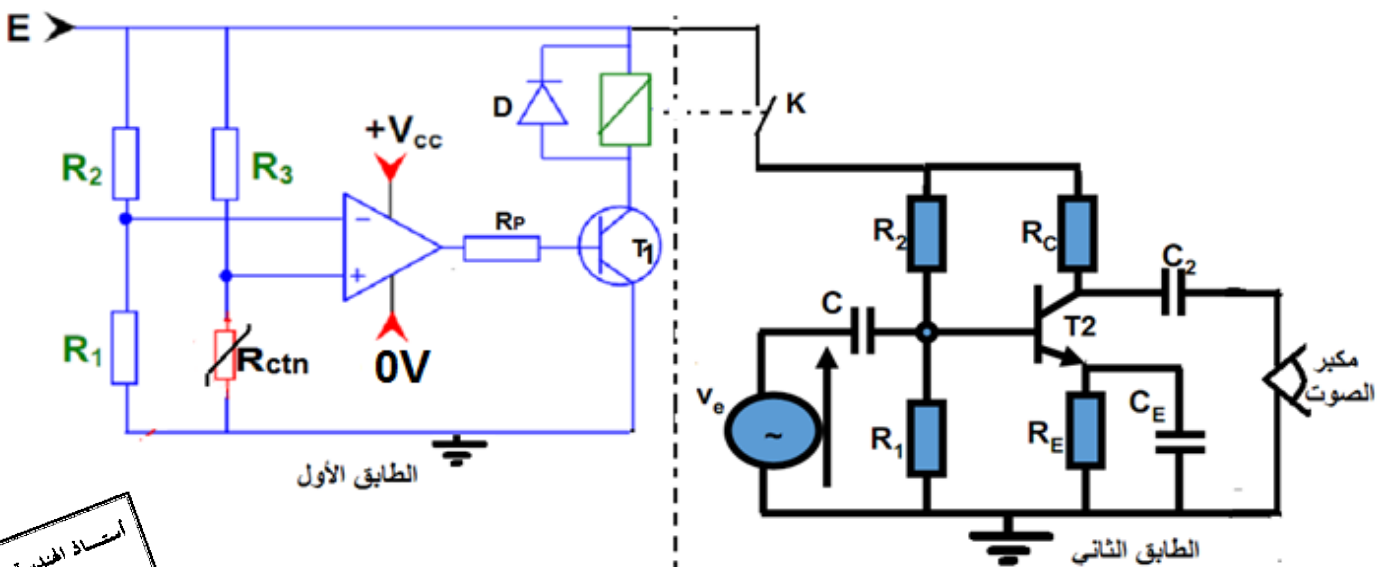 E
R2
R3
+Vcc
D
K
RP
T1
R1
Rctn
0V
الطابق الأول
R2
RC
C2
C
T2
ve
~
R1
RE
CE
مكبر
الصوت
الطابق الثاني
أستاذ